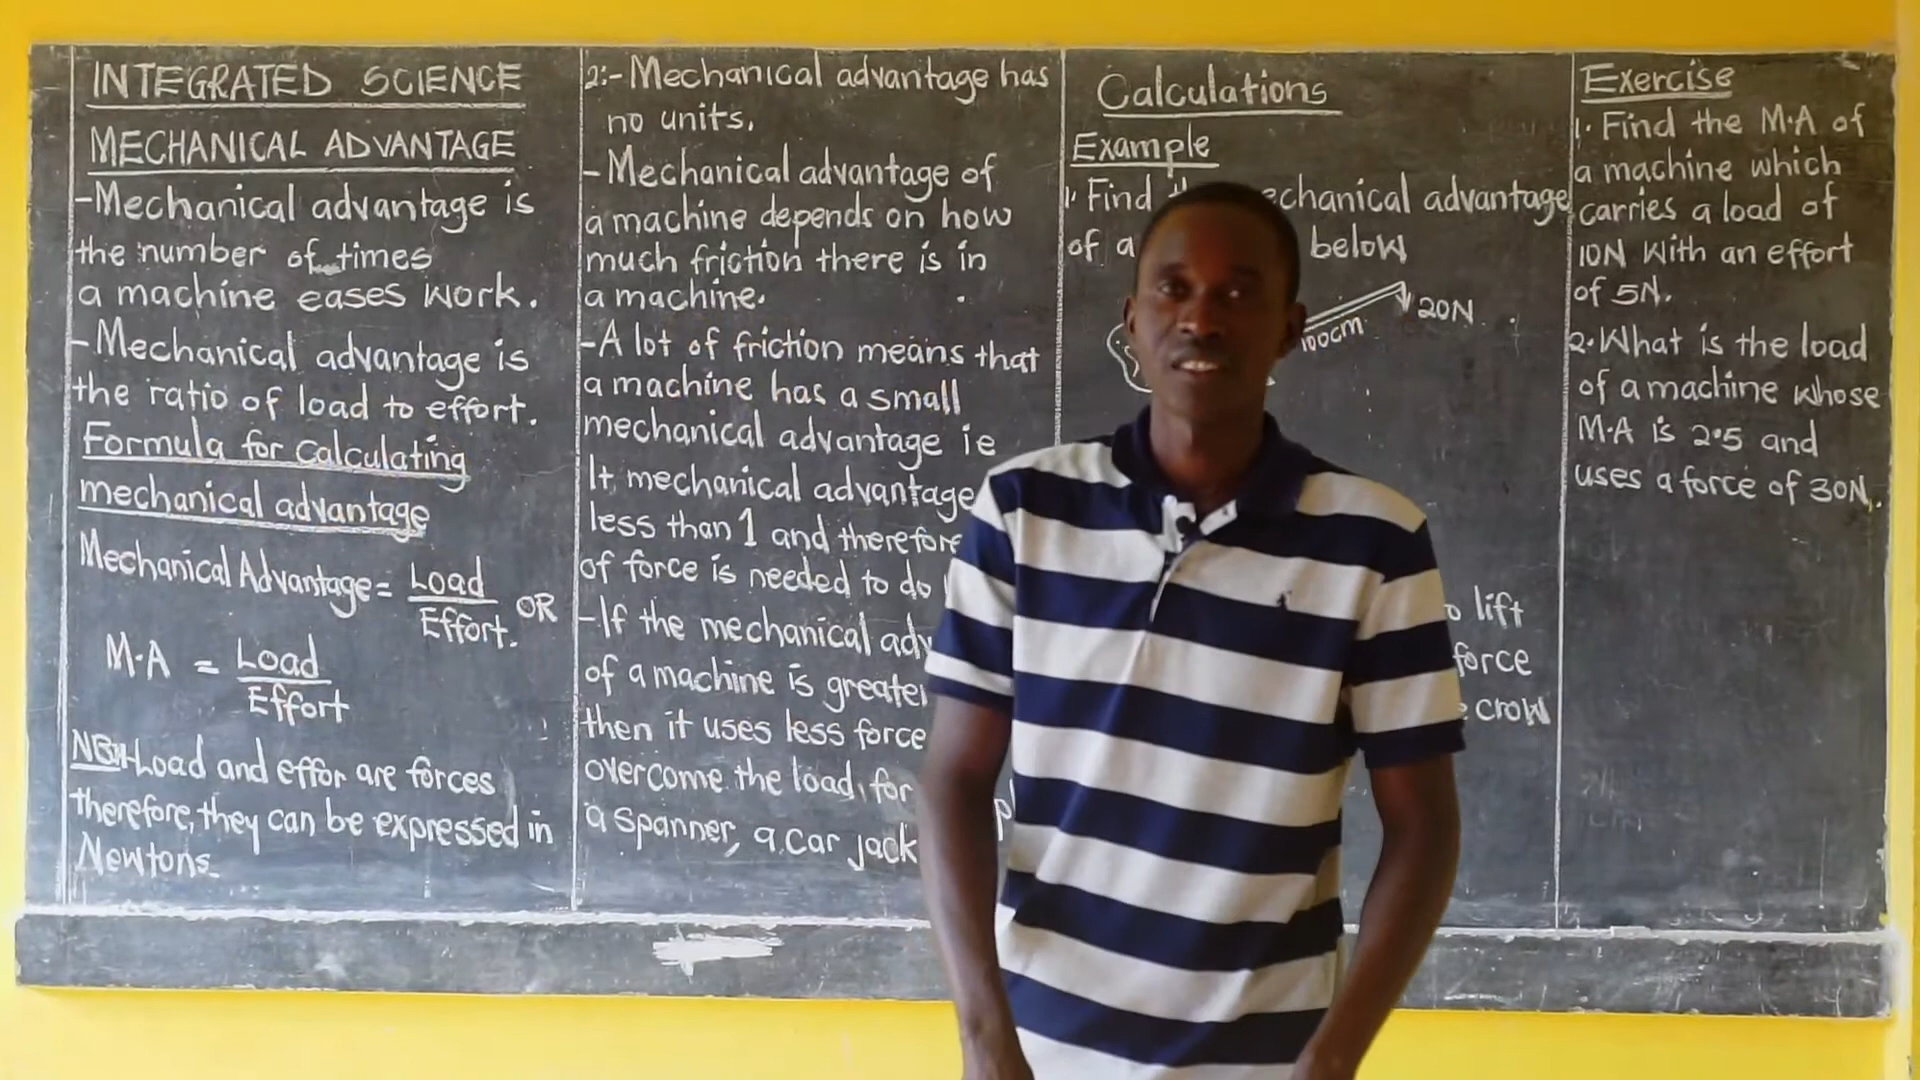 INTEGRATED SCIENCE
MECHANICAL ADVANTAGE
-Mechanical advantage is
the number of times
a machine eases work.
-Mechanical advantage is
the ratio of load to effort.
Formula for Calculating
mechanical advantage
Mechanical Advantage = Load OR
Effort.
M.A = Load
Effort
NB:-Load and effor are forces
therefore, they can be expressed in
Newtons.
2:- Mechanical advantage has
no units.
- Mechanical advantage of
a machine depends on how
much friction there is in
a machine.
-A lot of friction means that
a machine has a small
mechanical advantage ie
It mechanical advantage
less than 1 and therefore
of force is needed to do
-If the mechanical
of a machine is greater
then it uses less force
overcome the load, for
a spanner, a car jack
Calculations
Example
1. Find mechanical advantage
of a below
20N
100cm
lift
force
crow
Exercise
1. Find the M.A of
a machine which
carries a load of
10N with an effort
of 5N.
2. What is the load
of a machine whose
M.A is 2.5 and
uses a force of 30N.